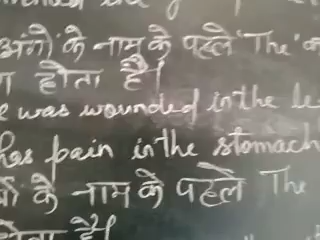 अंगों के नाम के पहले 'The'
होता है।
was wounded in the
has pain in the stomach
के नाम के पहले The
होता है।